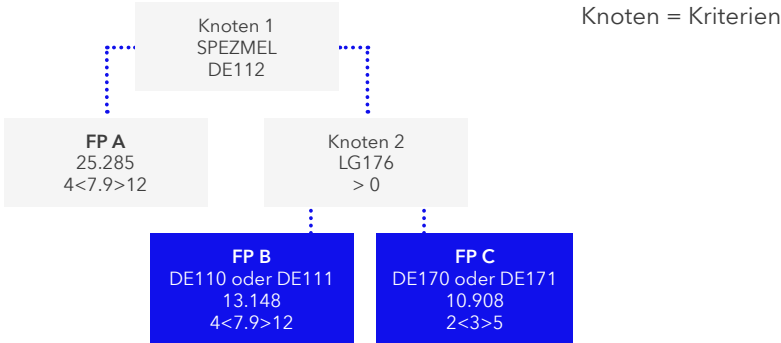 Knoten = Kriterien
Knoten 1
SPEZMEL
DE112
FP A
25.285
4<7.9>12
Knoten 2
LG176
> 0
FP B
DE110 oder DE111
13.148
4<7.9>12
FP C
DE170 oder DE171
10.908
2<3>5